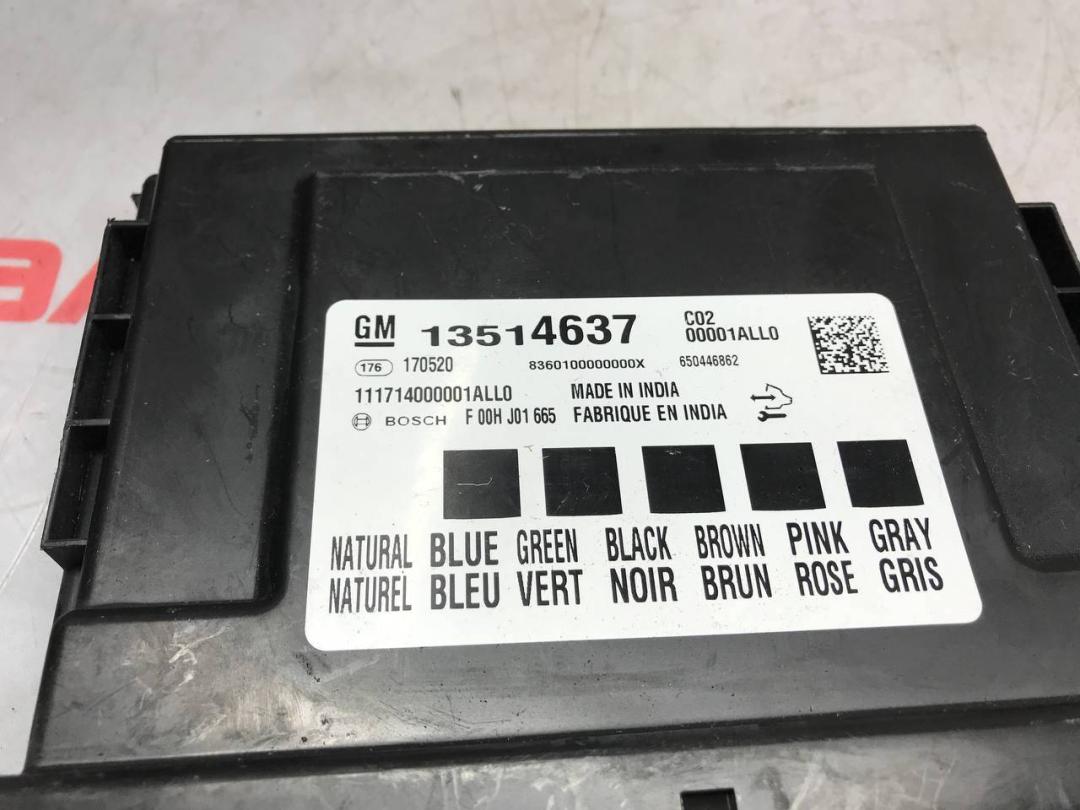 GM 13514637 C02
00001ALL0
176 170520 8360100000000X 650446862
111714000001ALL0 MADE IN INDIA
BOSCH F 00H J01 665 FABRIQUE EN INDIA
NATURAL BLUE GREEN BLACK BROWN PINK GRAY
NATUREL BLEU VERT NOIR BRUN ROSE GRIS